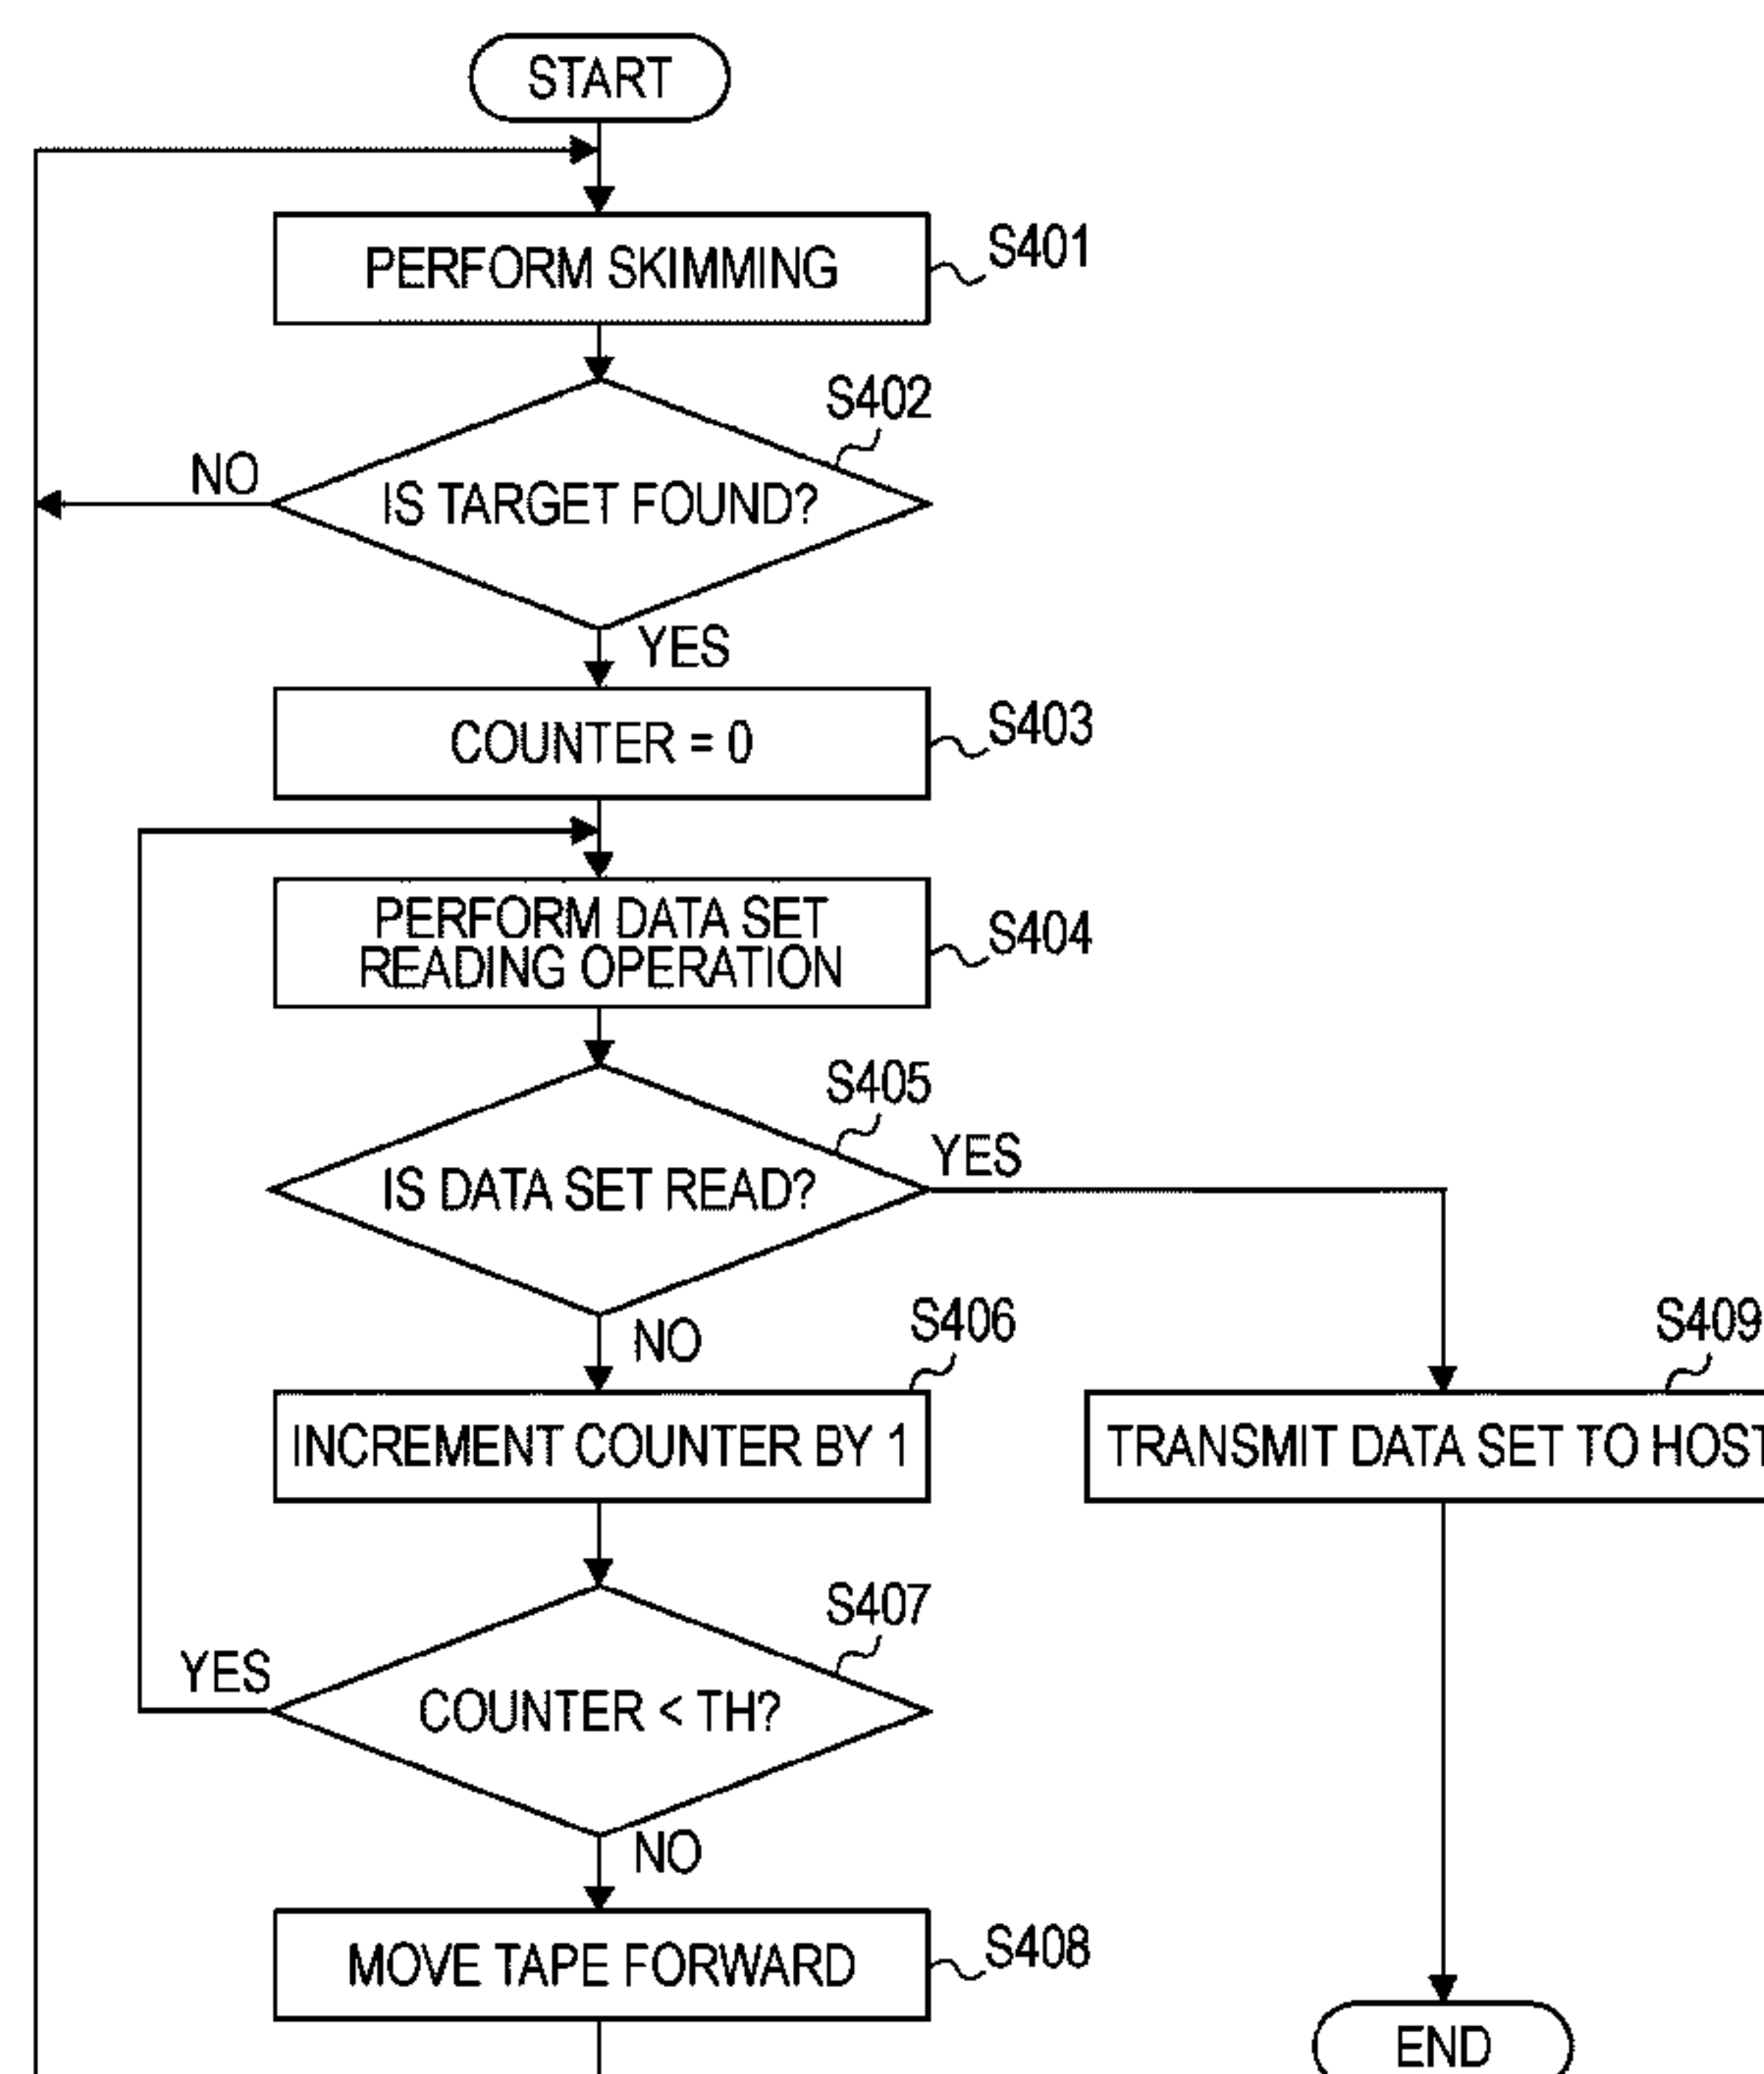 START
PERFORM SKIMMING
S401
S402
NO
IS TARGET FOUND?
YES
COUNTER = 0
S403
PERFORM DATA SET
READING OPERATION
S404
S405
IS DATA SET READ?
YES
NO
S406
S409
INCREMENT COUNTER BY 1
TRANSMIT DATA SET TO HOST
S407
YES
COUNTER < TH?
NO
MOVE TAPE FORWARD
S408
END